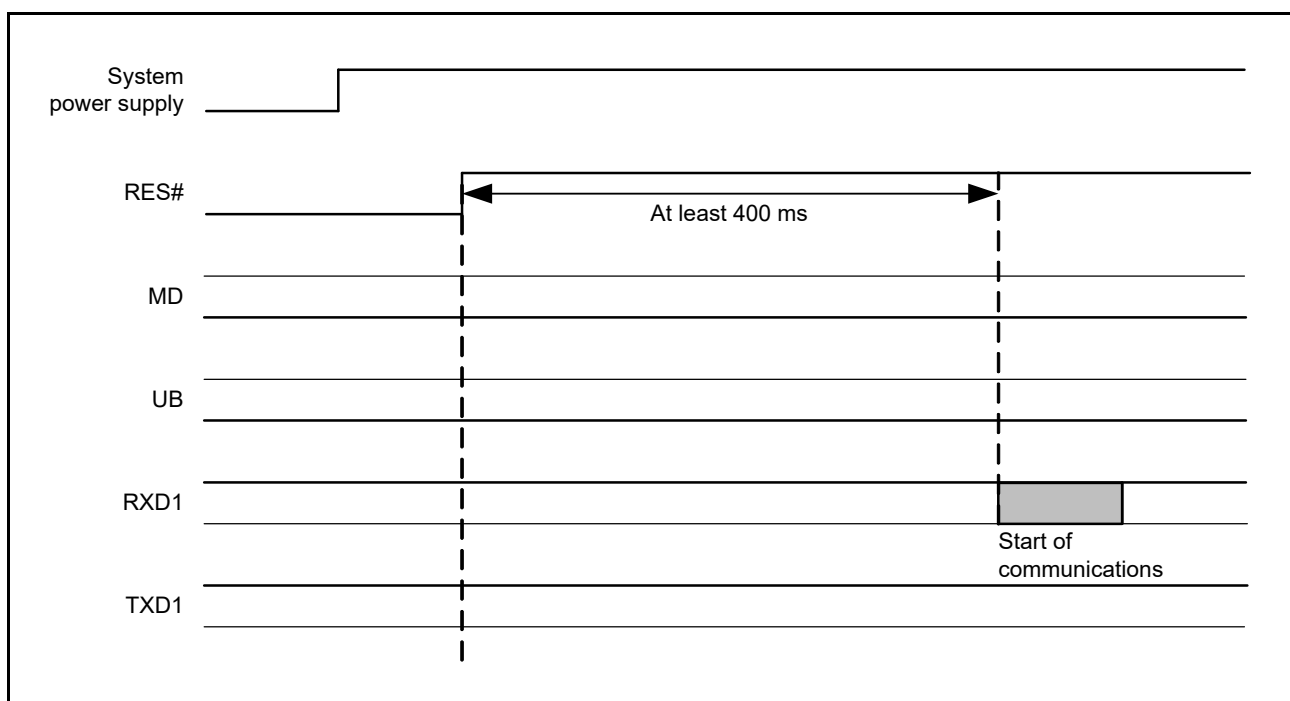 System
power supply
RES#
At least 400 ms
MD
UB
RXD1
Start of
communications
TXD1